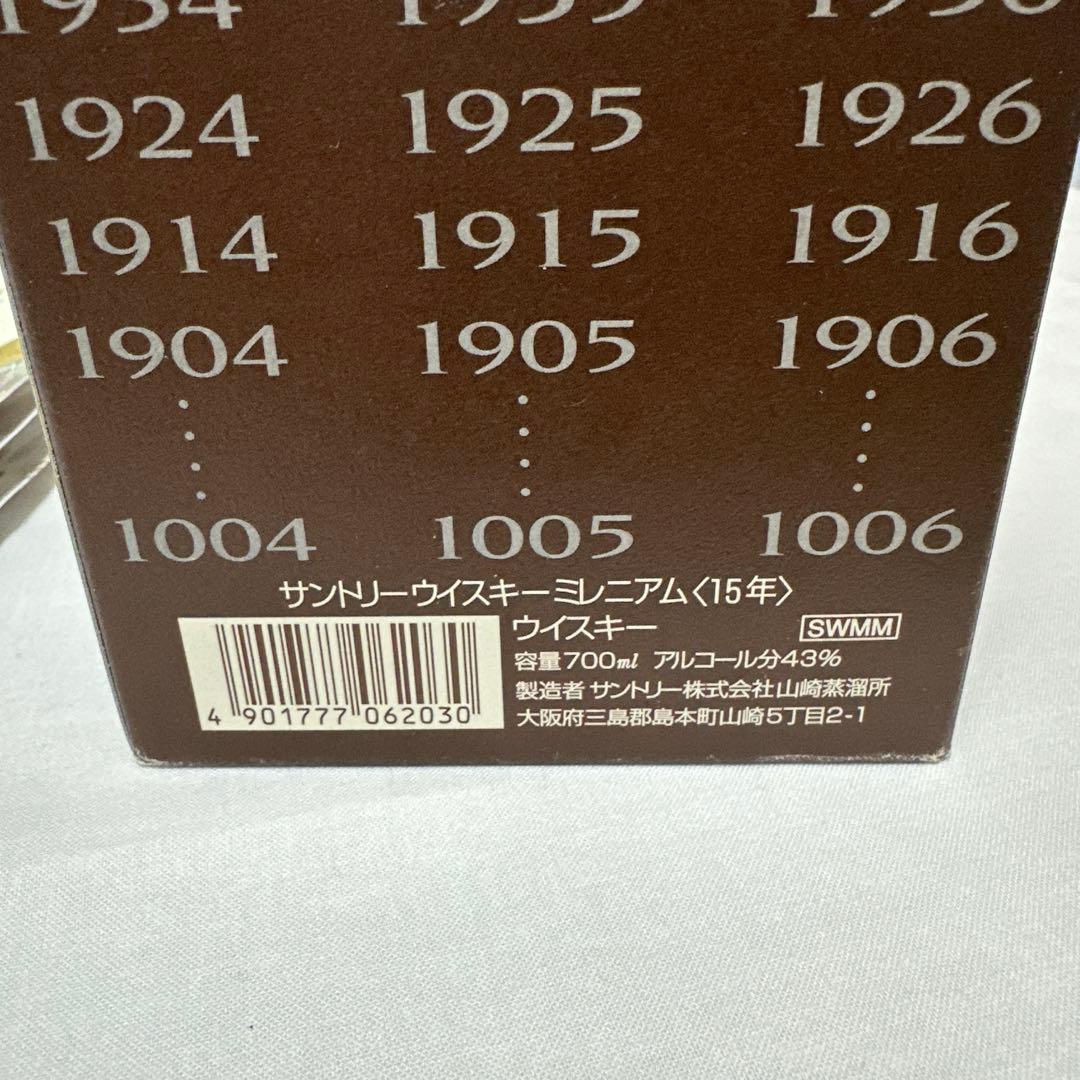 1934 1935 1936
1924 1925 1926
1914 1915 1916
1904 1905 1906
1004 1005 1006
サントリーウイスキーミレニアム〈15年〉
ウイスキー SWMM
容量700ml アルコール分43%
製造者 サントリー株式会社山崎蒸溜所
大阪府三島郡島本町山崎5丁目2-1
4 901777 062030